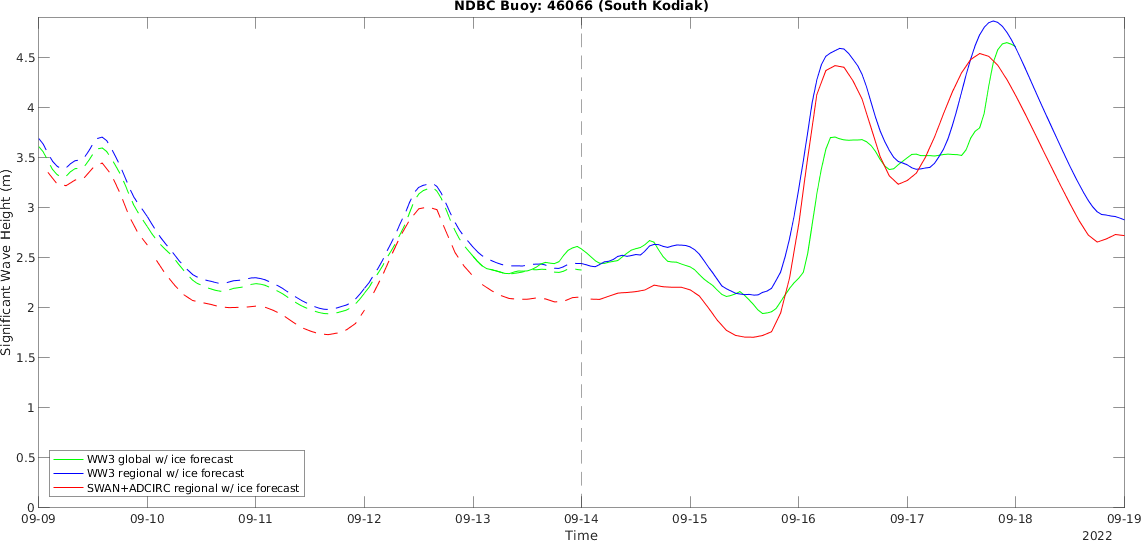 NDBC Buoy: 46066 (South Kodiak)
Significant Wave Height (m)
4.5
4
3.5
3
2.5
2
1.5
1
0.5
0
WW3 global w/ ice forecast
WW3 regional w/ ice forecast
SWAN+ADCIRC regional w/ ice forecast
09-09 09-10 09-11 09-12 09-13 09-14 09-15 09-16 09-17 09-18 09-19
Time
2022